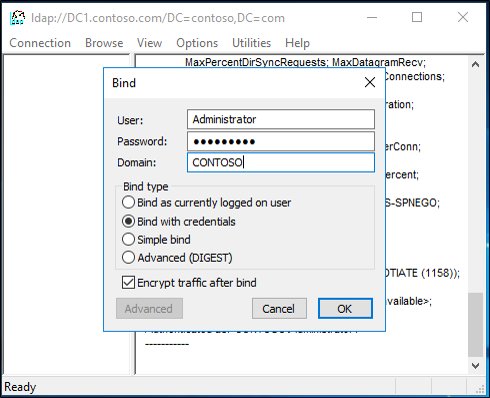 ldap://DC1.contoso.com/DC=contoso,DC=com
Connection Browse View Options Utilities Help
MaxPercentDirSyncRequests; MaxDatagramRecv;
Connections;
Bind
User: Administrator
Password: ●●●●●●●●●
Domain: CONTOSO
Bind type
Bind as currently logged on user
Bind with credentials
Simple bind
Advanced (DIGEST)
Encrypt traffic after bind
Advanced Cancel OK
ration;
erConn;
ercent;
S-SPNEGO;
OTIATE (1158));
vailable>;
-----------
Ready